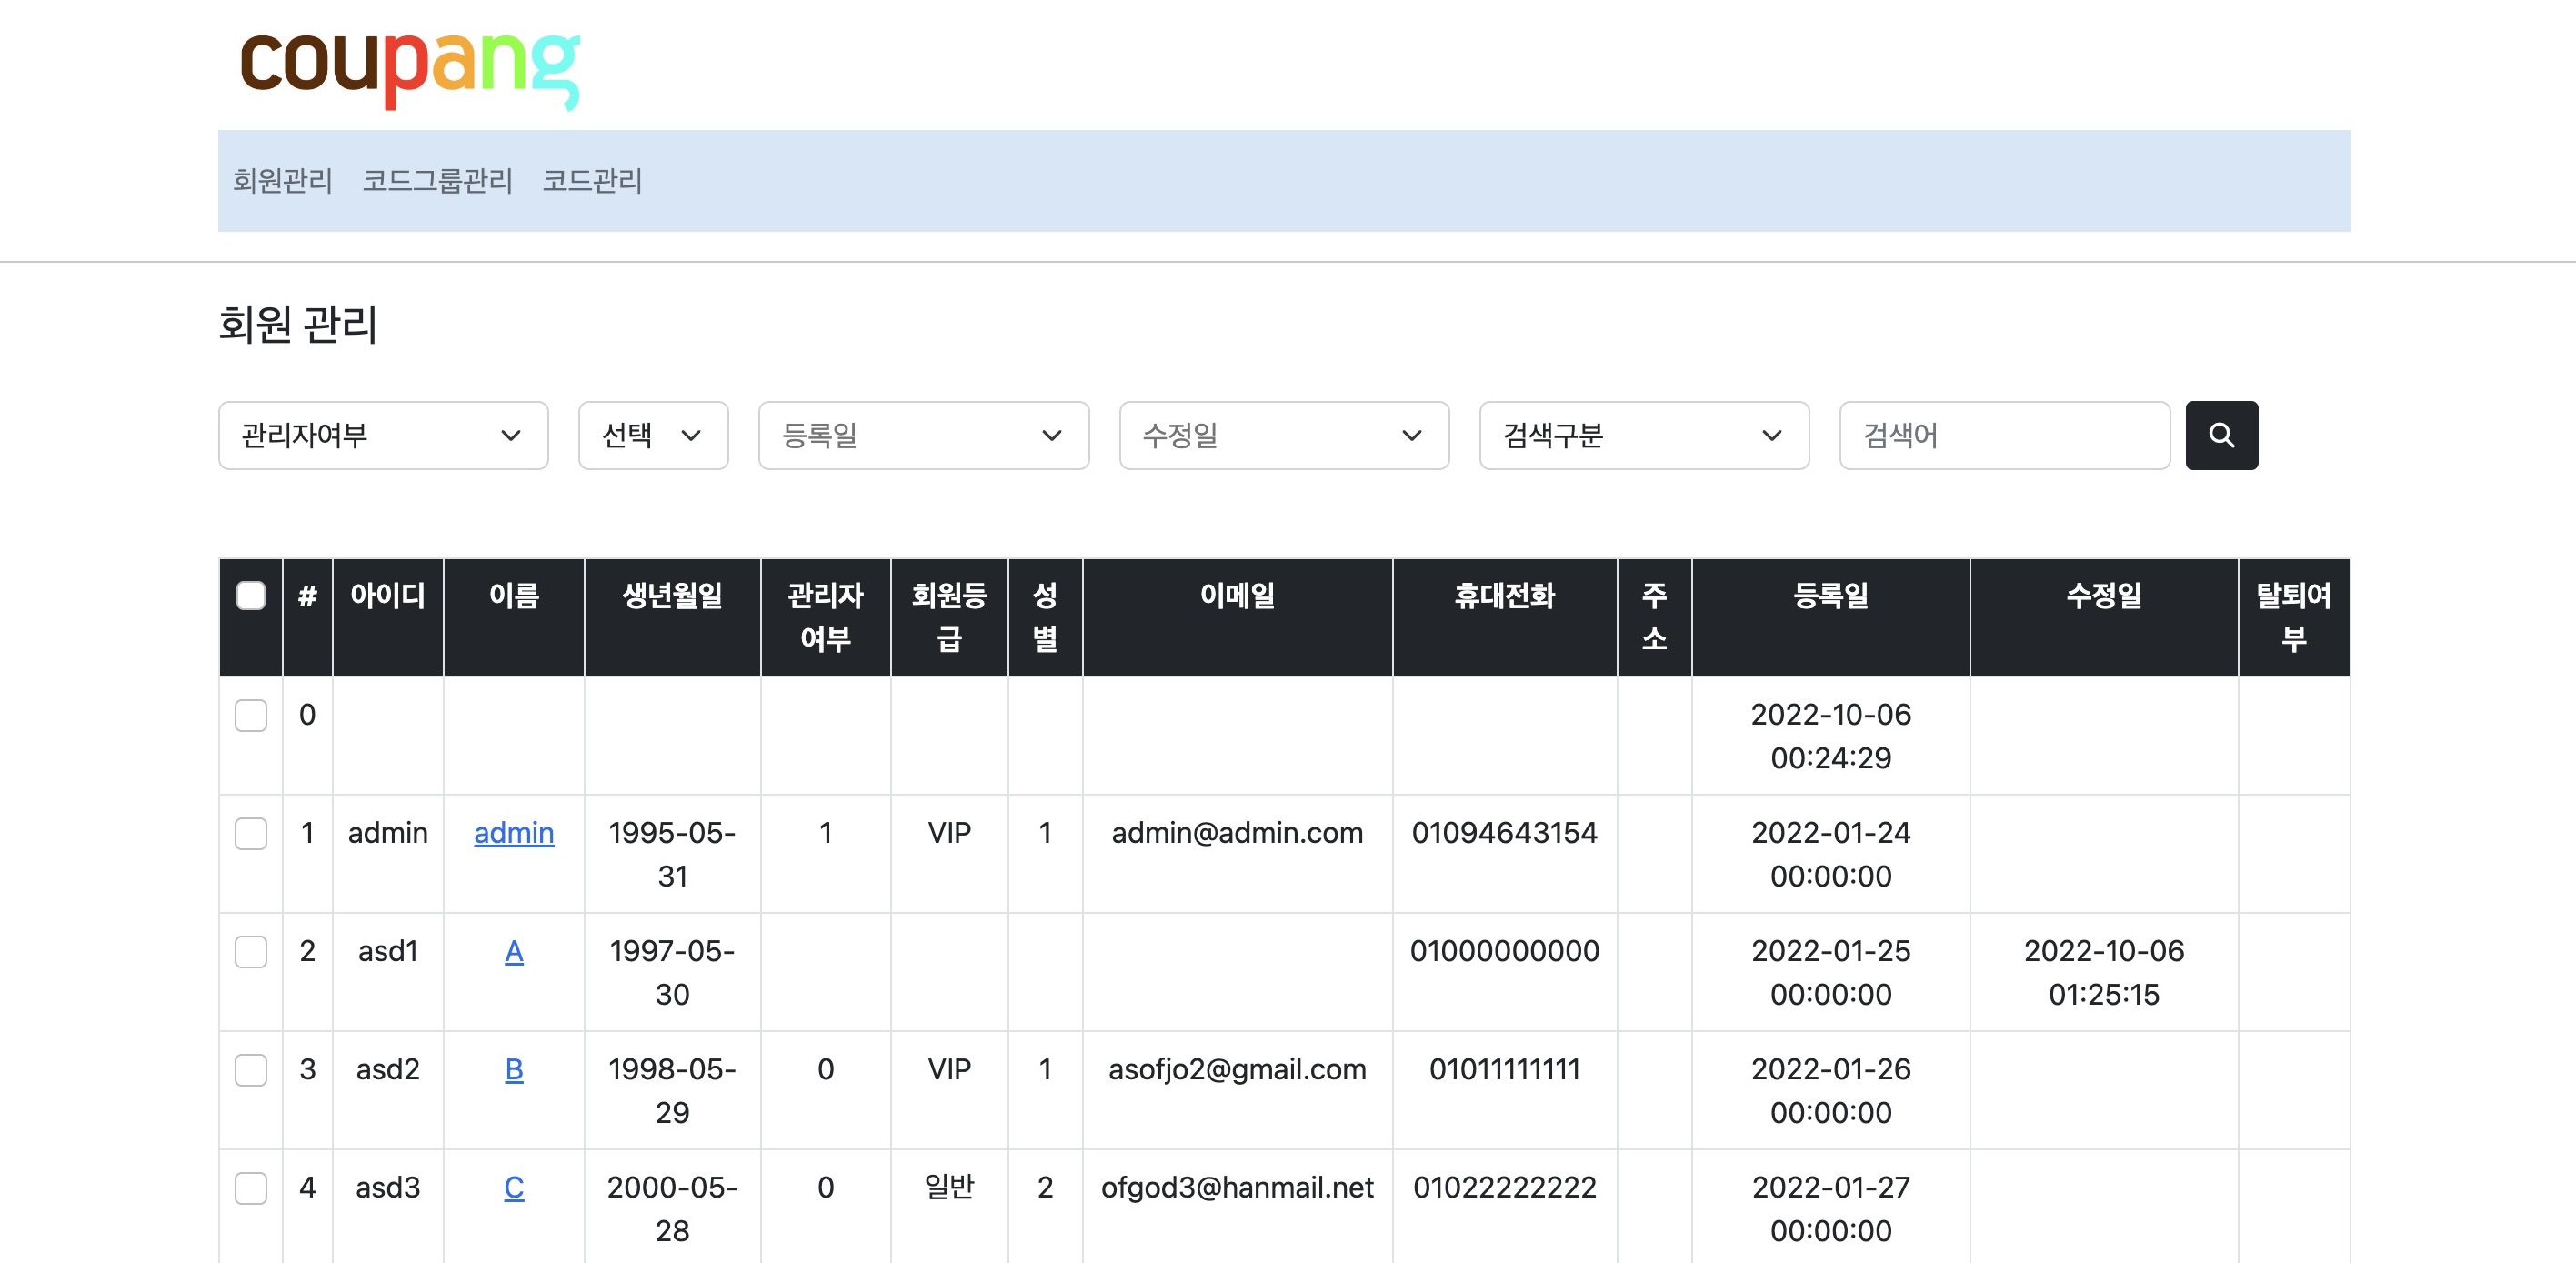 coupang
회원관리 코드그룹관리 코드관리
회원 관리
관리자여부 선택 등록일 수정일 검색구분 검색어
# 아이디 이름 생년월일 관리자 여부 회원등급 성별 이메일 휴대전화 주소 등록일 수정일 탈퇴여부
0 2022-10-06 00:24:29
1 admin admin 1995-05-31 1 VIP 1 admin@admin.com 01094643154 2022-01-24 00:00:00
2 asd1 A 1997-05-30 01000000000 2022-01-25 00:00:00 2022-10-06 01:25:15
3 asd2 B 1998-05-29 0 VIP 1 asofjo2@gmail.com 01011111111 2022-01-26 00:00:00
4 asd3 C 2000-05-28 0 일반 2 ofgod3@hanmail.net 01022222222 2022-01-27 00:00:00